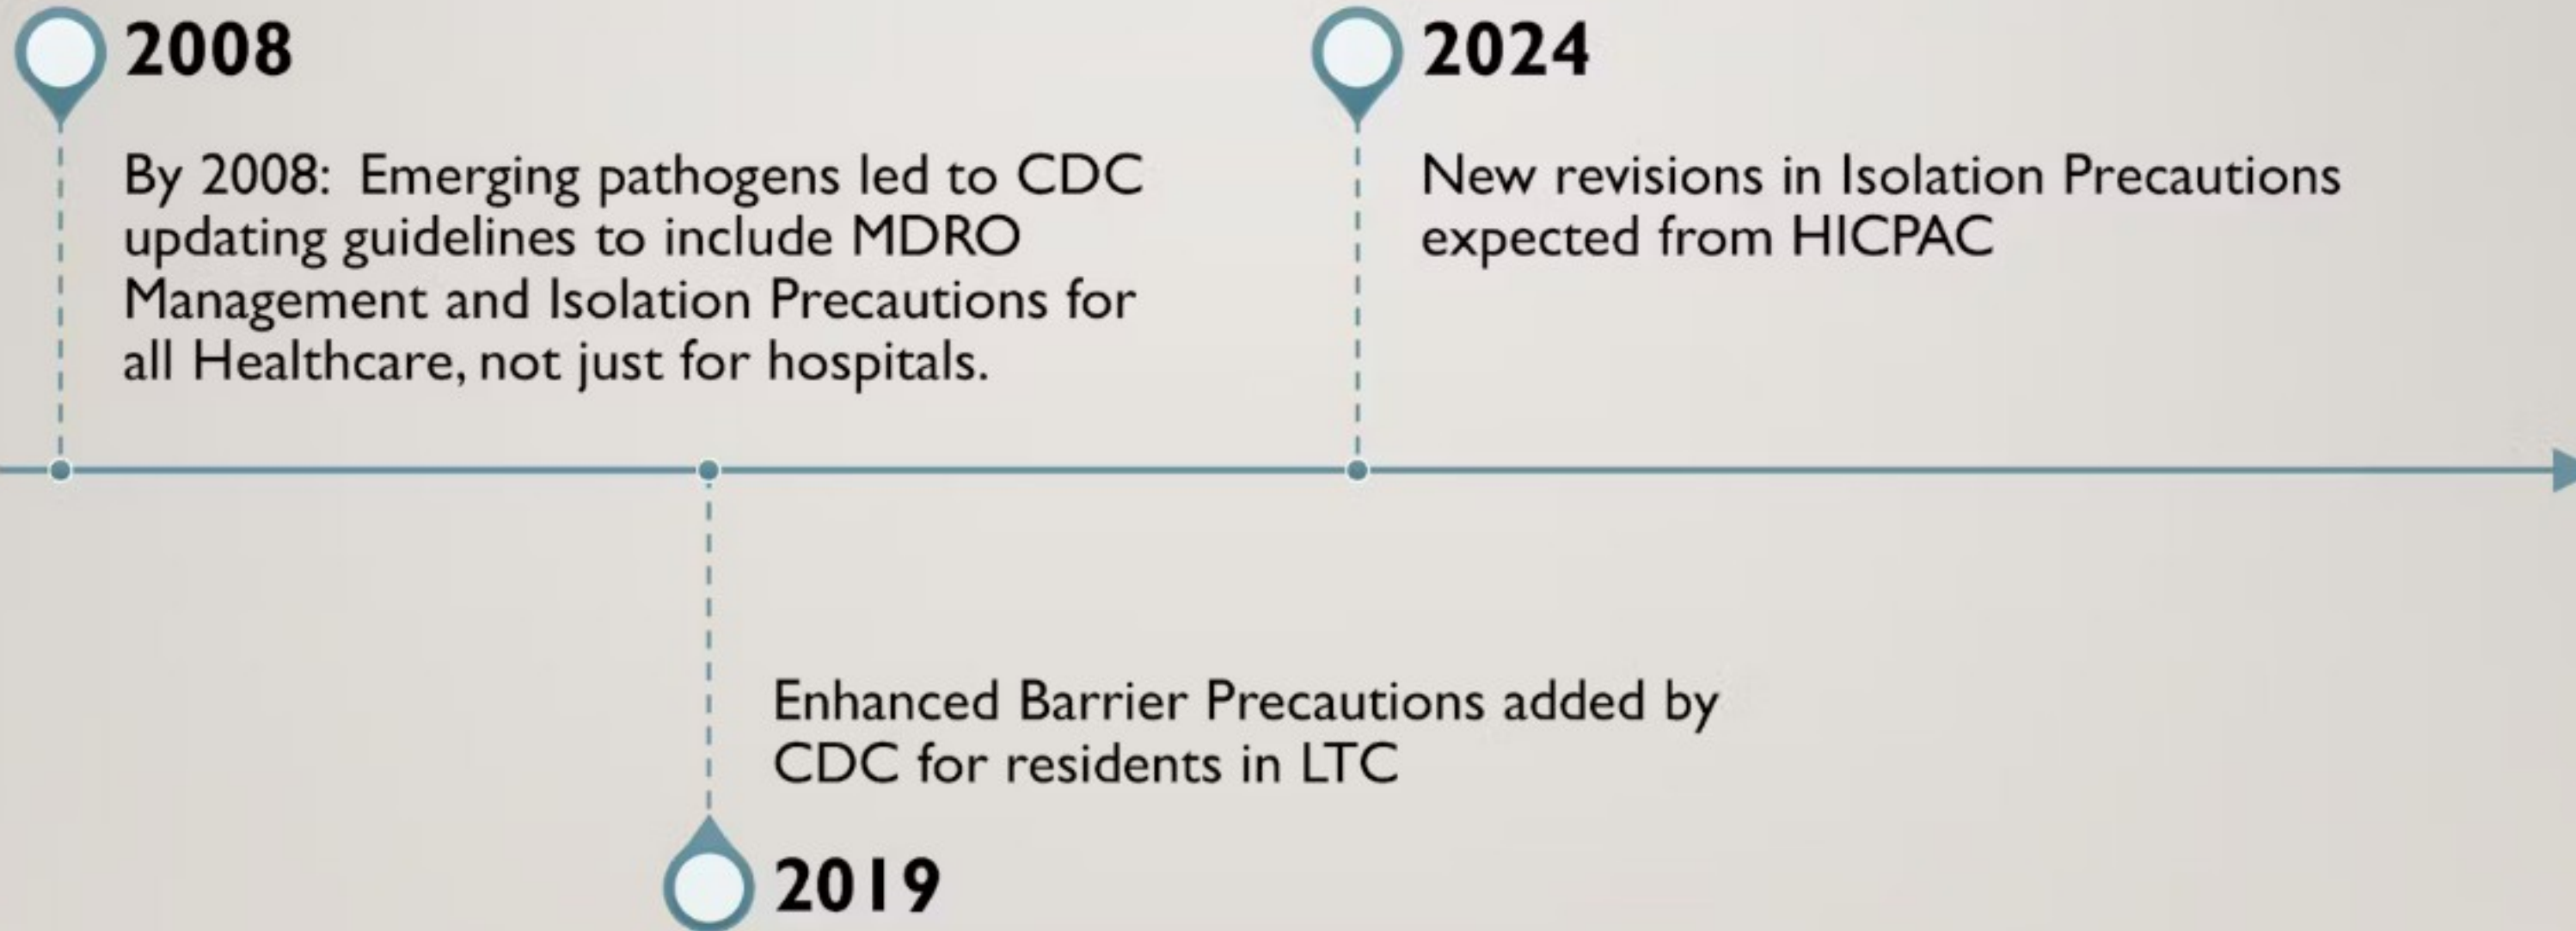 2008
By 2008: Emerging pathogens led to CDC
updating guidelines to include MDRO
Management and Isolation Precautions for
all Healthcare, not just for hospitals.
2024
New revisions in Isolation Precautions
expected from HICPAC
Enhanced Barrier Precautions added by
CDC for residents in LTC
2019